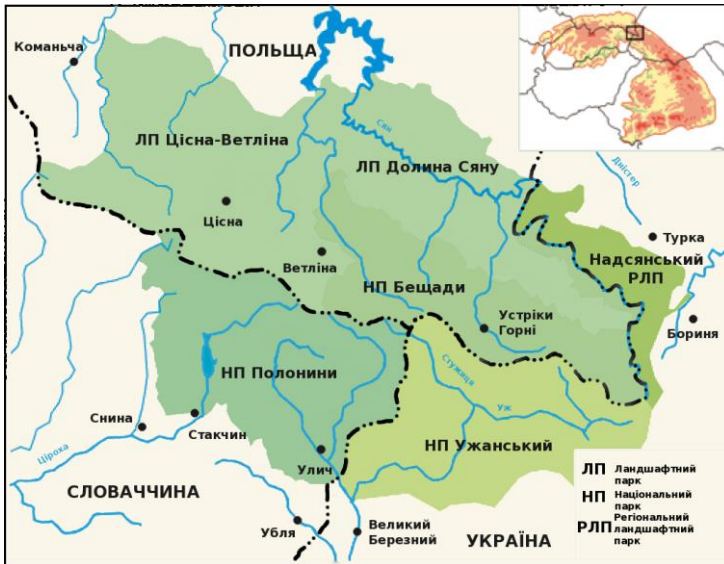 Команьча
ПОЛЬЩА
ЛП Цісна-Ветліна
Сян
ЛП Долина Сяну
Дністер
Цісна
Турка
Надсянський
РЛП
Ветліна
НП Бещади
Устріки
Горні
Бориня
НП Полонини
Стужиця
Уж
Снина
Стакчин
НП Ужанський
Ціроха
Улич
СЛОВАЧЧИНА
Убля
Великий
Березний
УКРАЇНА
ЛП Ландшафтний
парк
НП Національний
парк
РЛП Регіональний
ландшафтний
парк